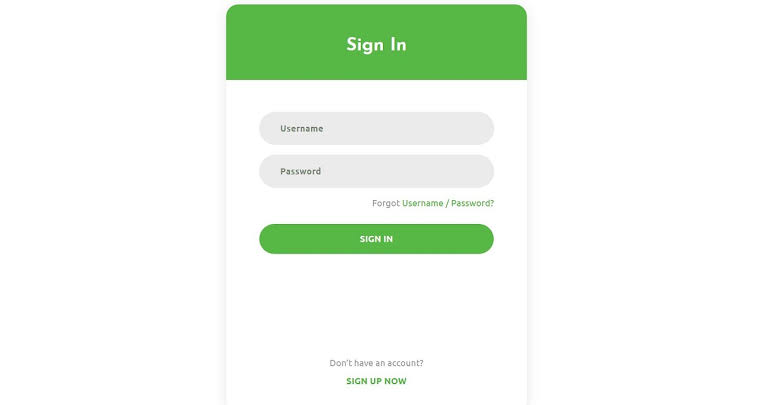 Sign In
Username
Password
Forgot Username / Password?
SIGN IN
Don't have an account?
SIGN UP NOW